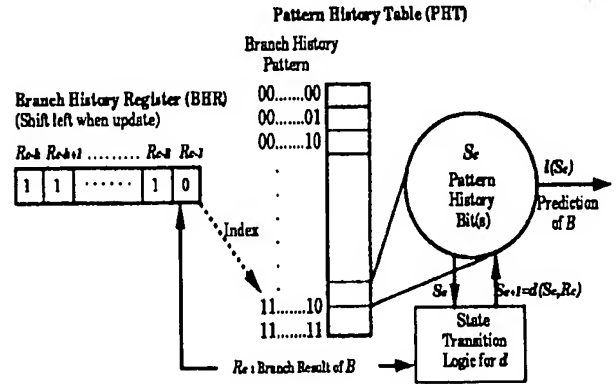 Pattern History Table (PHT)
Branch History
Pattern
Branch History Register (BHR)
(Shift left when update)
00.......00
00.......01
00.......10
Rc-k Rc-k+1 .......... Rc-2 Rc-1
1 1 ...... 1 0
Index
11.......10
11.......11
Sc
Pattern
History
Bit(s)
λ(Sc)
Prediction
of B
Sc
Sc+1=δ(Sc,Rc)
State
Transition
Logic for δ
Rc : Branch Result of B